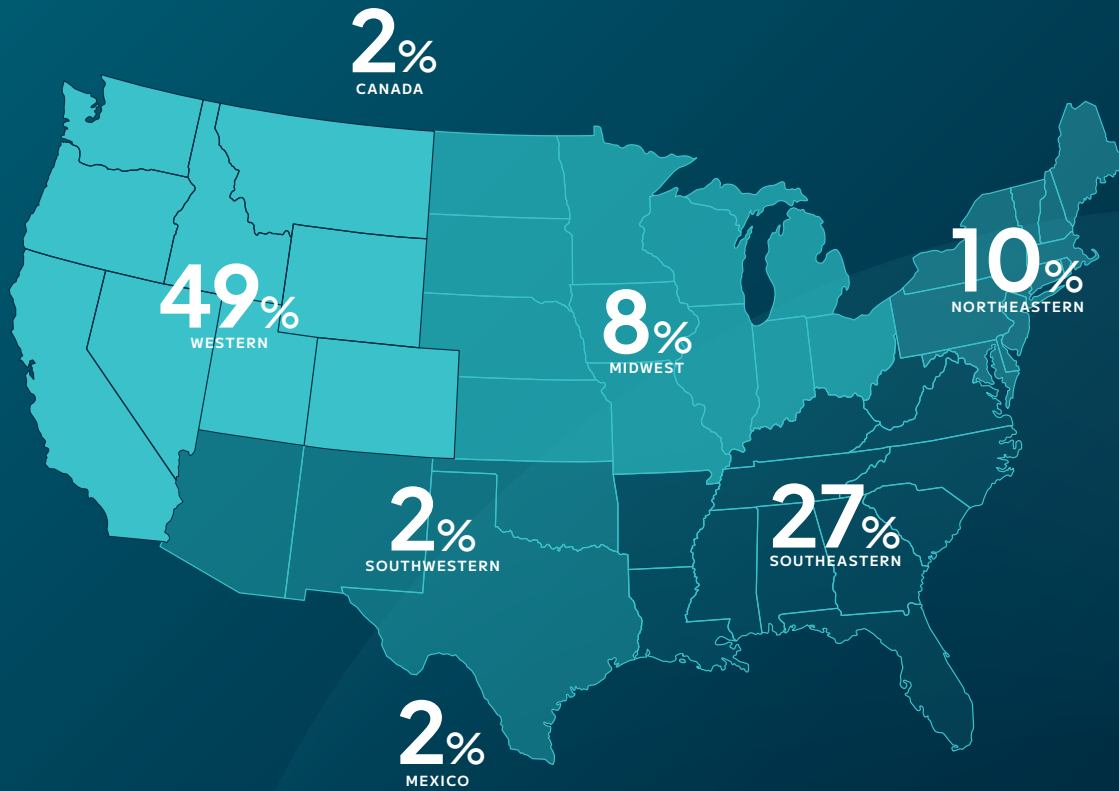 2%
CANADA
10%
NORTHEASTERN
49%
WESTERN
8%
MIDWEST
27%
SOUTHEASTERN
2%
SOUTHWESTERN
2%
MEXICO